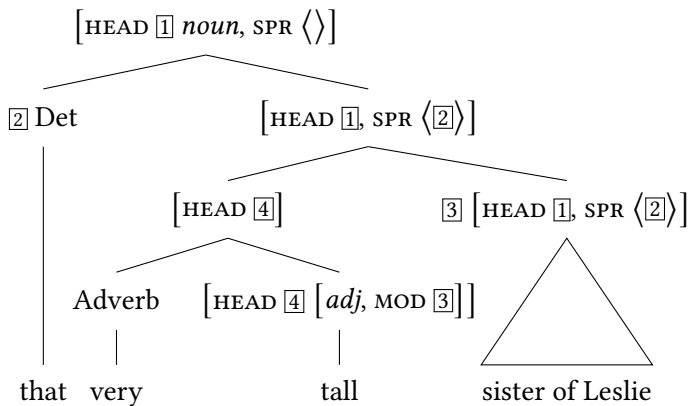 [HEAD 1 noun, SPR ⟨⟩]
2 Det [HEAD 1, SPR ⟨2⟩]
[HEAD 4] 3 [HEAD 1, SPR ⟨2⟩]
Adverb [HEAD 4 [adj, MOD 3]]
that very tall sister of Leslie